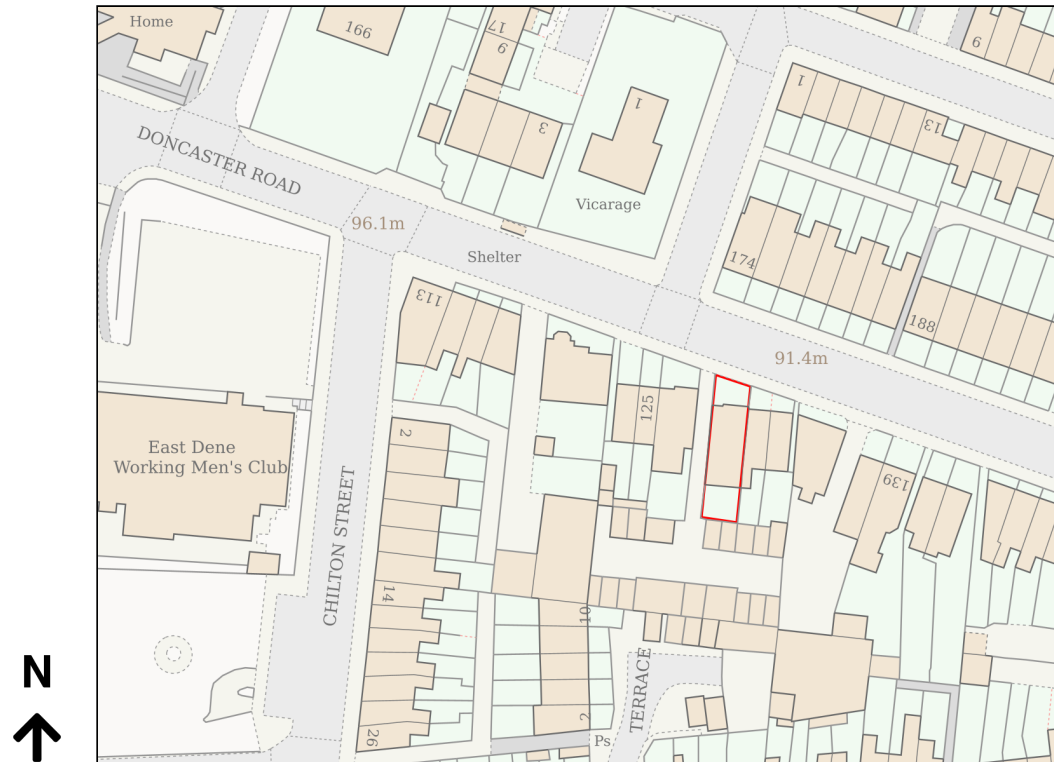 Home
166
17
9
9
1
3
1
13
DONCASTER ROAD
Vicarage
96.1m
Shelter
174
113
188
91.4m
125
2
East Dene
Working Men's Club
139
CHILTON STREET
14
10
N
TERRACE
2
26
Ps